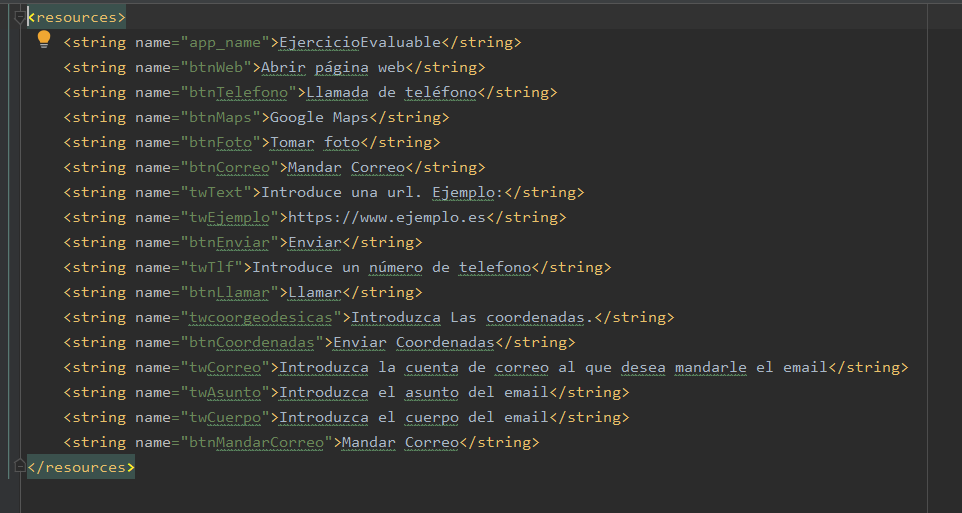 <resources>
<string name="app_name">EjercicioEvaluable</string>
<string name="btnWeb">Abrir página web</string>
<string name="btnTelefono">Llamada de teléfono</string>
<string name="btnMaps">Google Maps</string>
<string name="btnFoto">Tomar foto</string>
<string name="btnCorreo">Mandar Correo</string>
<string name="twText">Introduce una url. Ejemplo:</string>
<string name="twEjemplo">https://www.ejemplo.es</string>
<string name="btnEnviar">Enviar</string>
<string name="twTlf">Introduce un número de telefono</string>
<string name="btnLlamar">Llamar</string>
<string name="twcoorgeodesicas">Introduzca Las coordenadas.</string>
<string name="btnCoordenadas">Enviar Coordenadas</string>
<string name="twCorreo">Introduzca la cuenta de correo al que desea mandarle el email</string>
<string name="twAsunto">Introduzca el asunto del email</string>
<string name="twCuerpo">Introduzca el cuerpo del email</string>
<string name="btnMandarCorreo">Mandar Correo</string>
</resources>